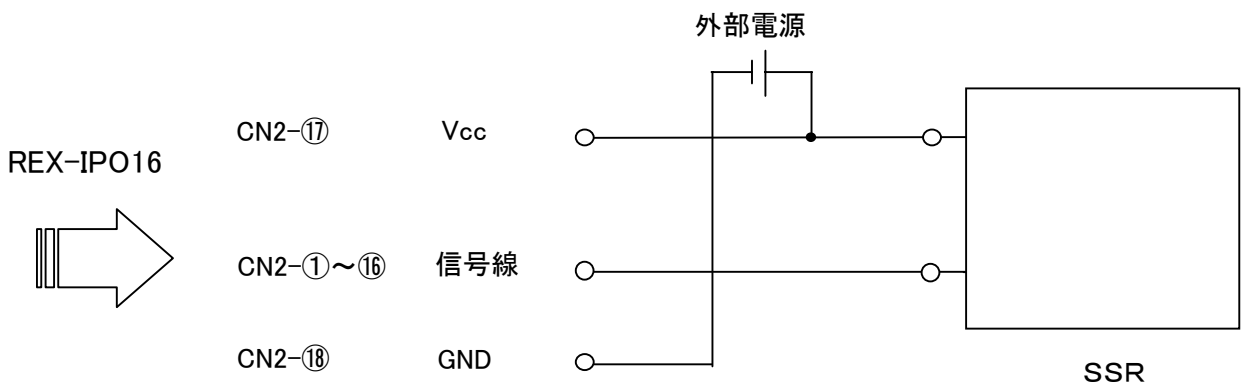 外部電源
CN2-⑰ Vcc
REX-IPO16
CN2-①~⑯ 信号線
CN2-⑱ GND
SSR